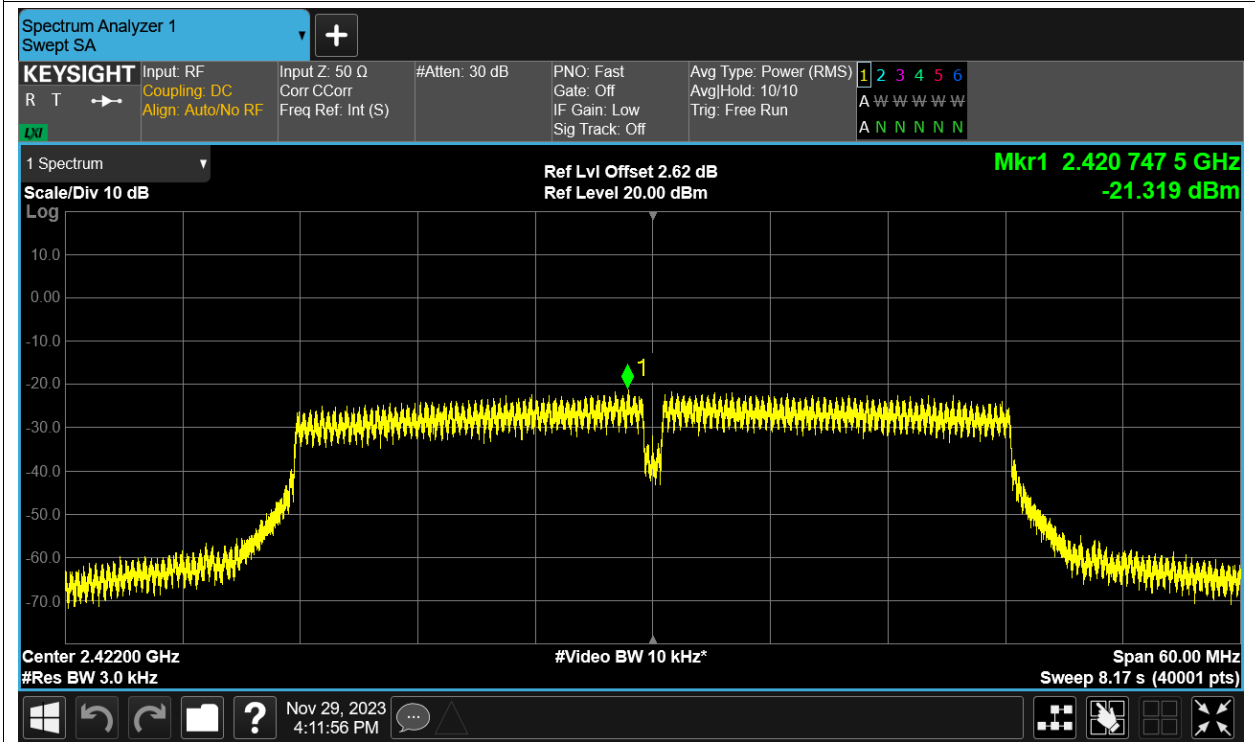 Spectrum Analyzer 1
Swept SA
+
KEYSIGHT
R T
LXI
Input: RF
Coupling: DC
Align: Auto/No RF
Input Z: 50 Ω
Corr CCorr
Freq Ref: Int (S)
#Atten: 30 dB
PNO: Fast
Gate: Off
IF Gain: Low
Sig Track: Off
Avg Type: Power (RMS)
Avg|Hold: 10/10
Trig: Free Run
1 2 3 4 5 6
A W W W W W
A N N N N N
1 Spectrum
Scale/Div 10 dB
Ref Lvl Offset 2.62 dB
Ref Level 20.00 dBm
Mkr1 2.420 747 5 GHz
-21.319 dBm
Log
10.0
0.00
-10.0
1
-20.0
-30.0
-40.0
-50.0
-60.0
-70.0
Center 2.42200 GHz
#Video BW 10 kHz*
Span 60.00 MHz
#Res BW 3.0 kHz
Sweep 8.17 s (40001 pts)
?
Nov 29, 2023
4:11:56 PM